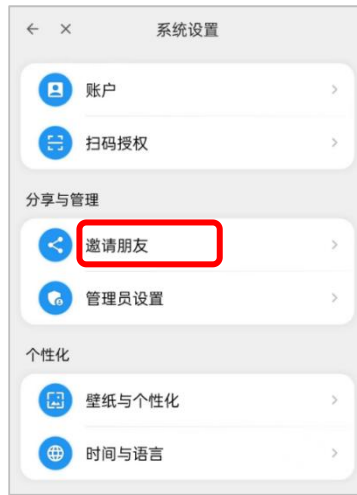 系统设置
账户
扫码授权
分享与管理
邀请朋友
管理员设置
个性化
壁纸与个性化
时间与语言